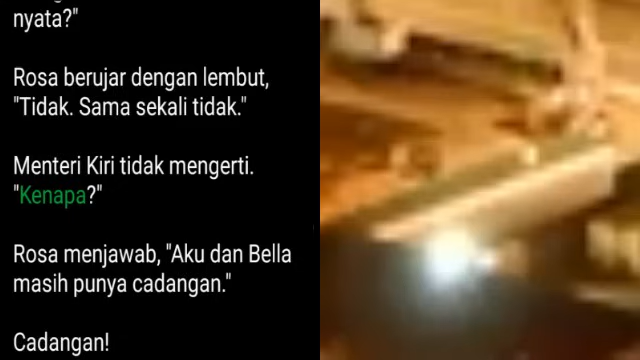 nyata?"
Rosa berujar dengan lembut,
"Tidak. Sama sekali tidak."
Menteri Kiri tidak mengerti.
"Kenapa?"
Rosa menjawab, "Aku dan Bella
masih punya cadangan."
Cadangan!